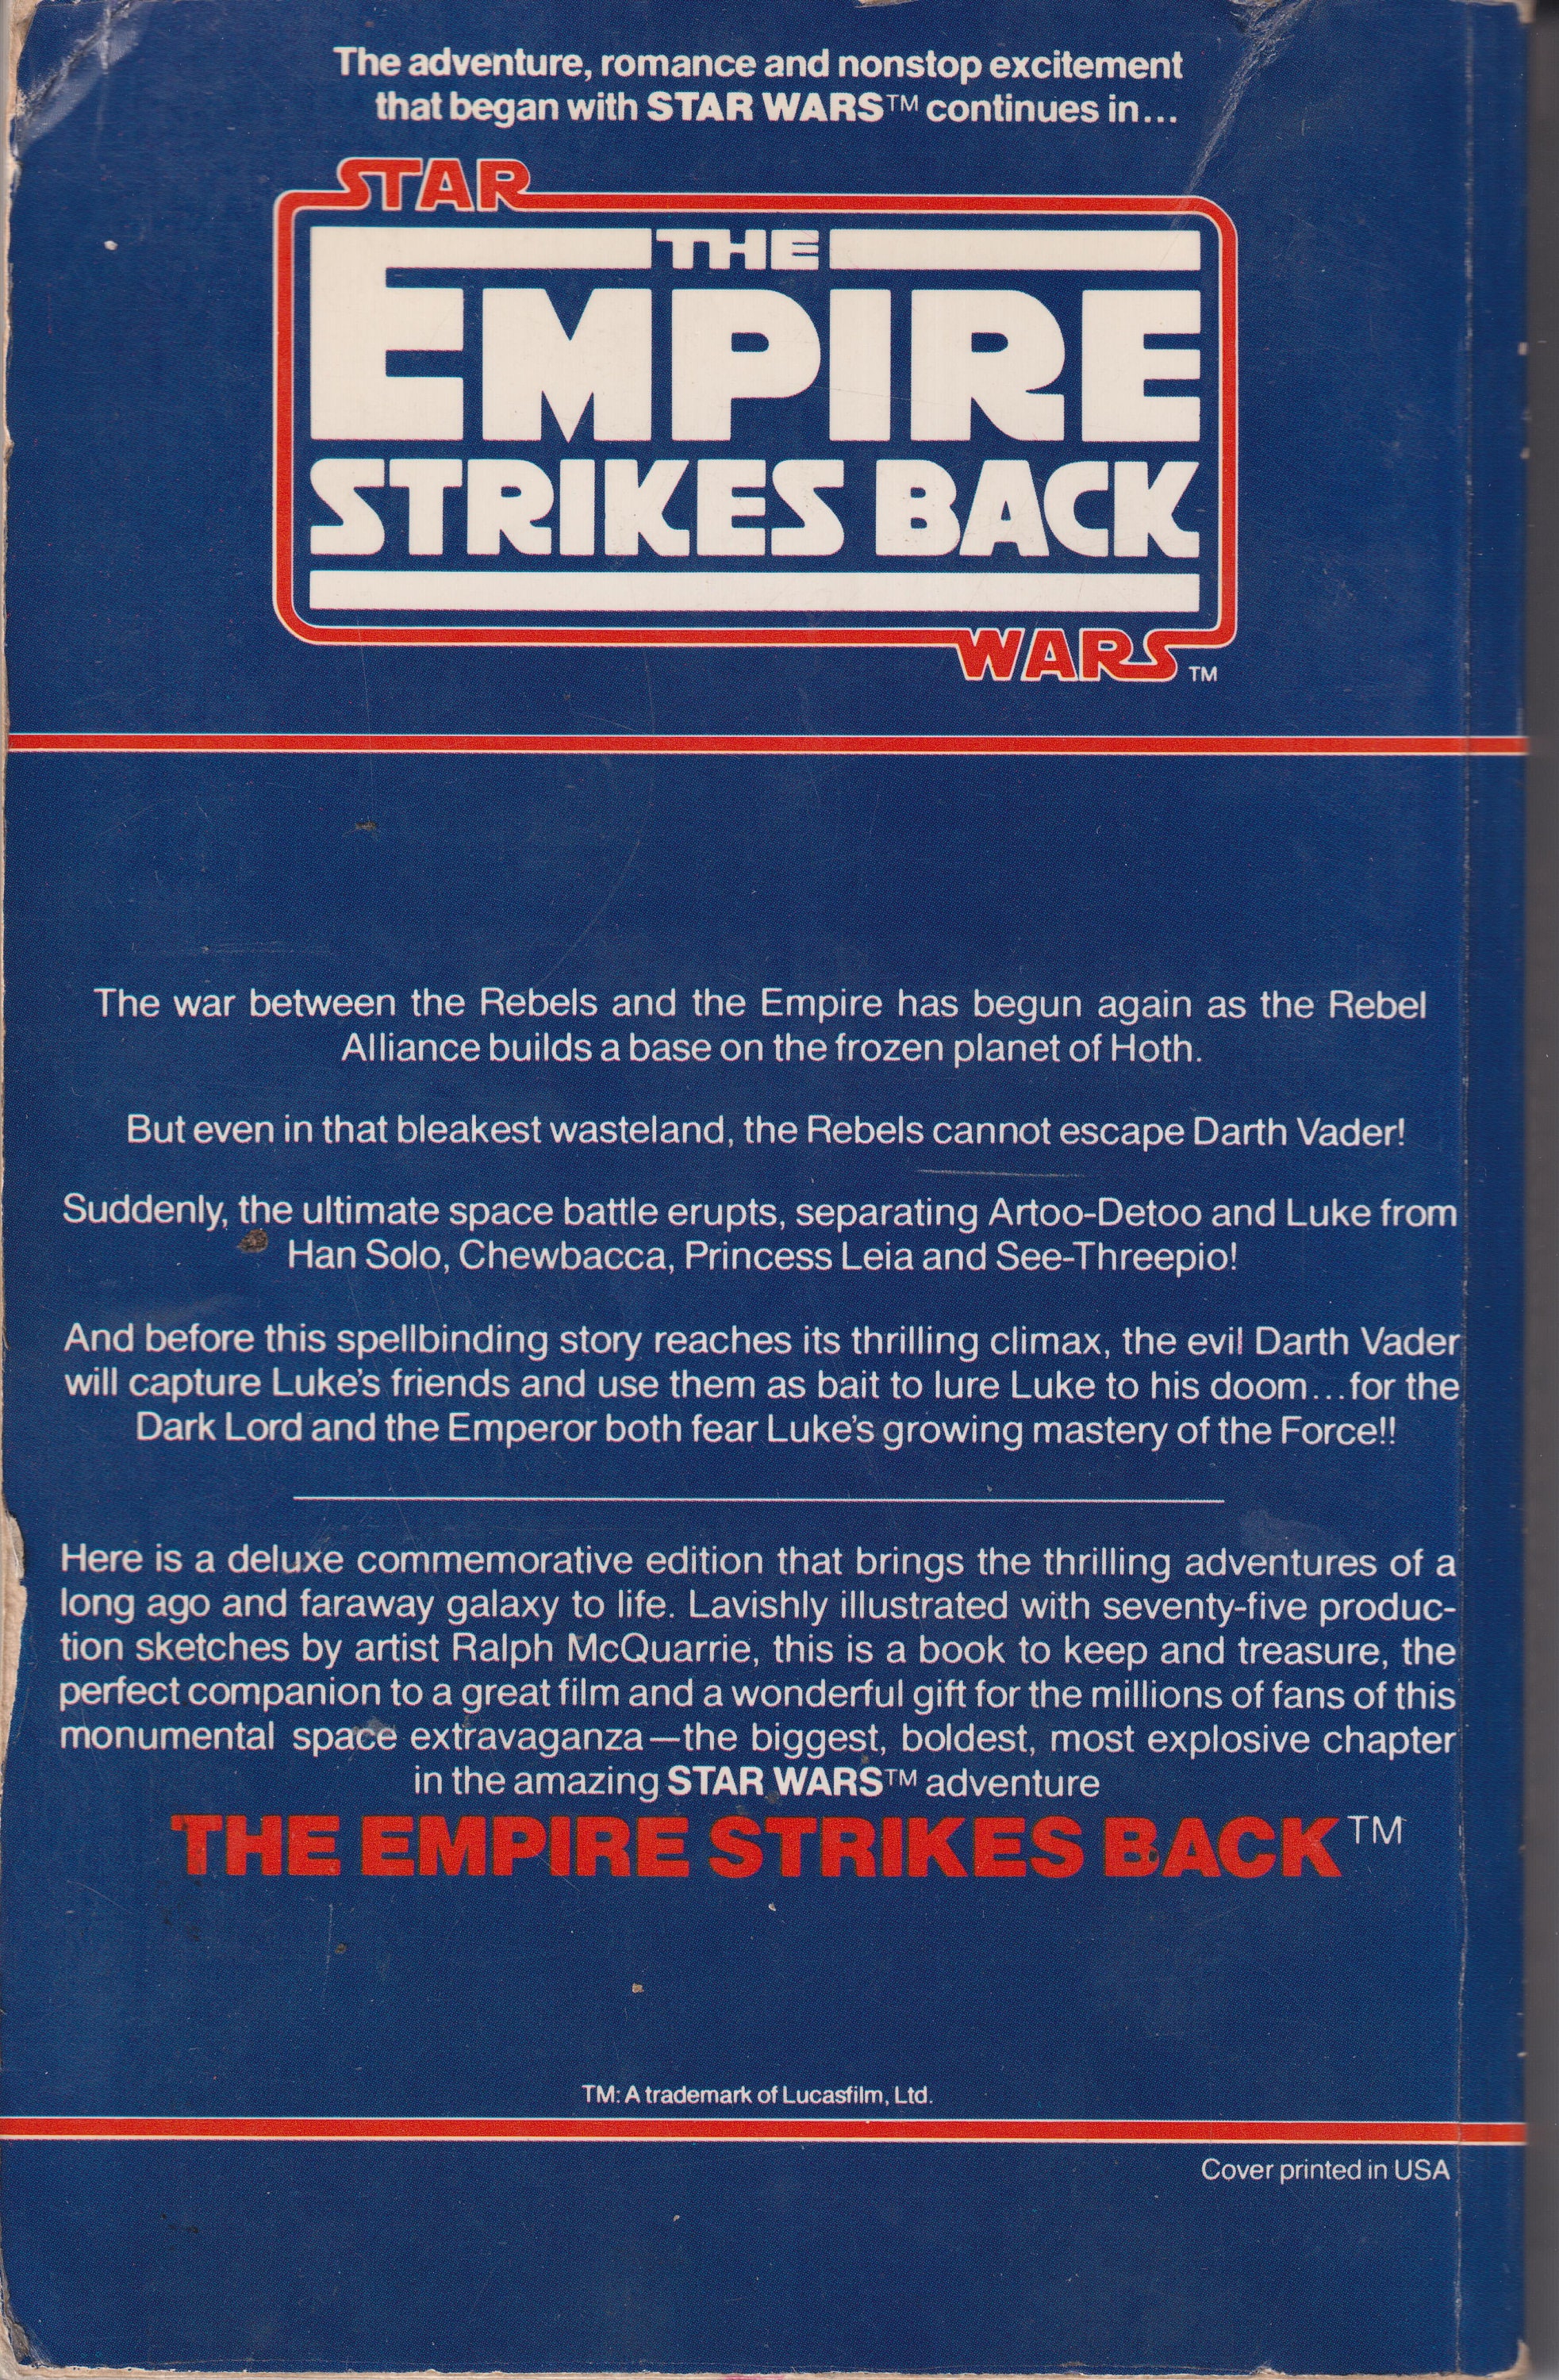 The adventure, romance and nonstop excitement
that began with STAR WARS™ continues in...
STAR
THE
EMPIRE
STRIKES BACK
WARS™
The war between the Rebels and the Empire has begun again as the Rebel
Alliance builds a base on the frozen planet of Hoth.
But even in that bleakest wasteland, the Rebels cannot escape Darth Vader!
Suddenly, the ultimate space battle erupts, separating Artoo-Detoo and Luke from
Han Solo, Chewbacca, Princess Leia and See-Threepio!
And before this spellbinding story reaches its thrilling climax, the evil Darth Vader
will capture Luke's friends and use them as bait to lure Luke to his doom...for the
Dark Lord and the Emperor both fear Luke's growing mastery of the Force!!
Here is a deluxe commemorative edition that brings the thrilling adventures of a
long ago and faraway galaxy to life. Lavishly illustrated with seventy-five produc-
tion sketches by artist Ralph McQuarrie, this is a book to keep and treasure, the
perfect companion to a great film and a wonderful gift for the millions of fans of this
monumental space extravaganza—the biggest, boldest, most explosive chapter
in the amazing STAR WARS™ adventure
THE EMPIRE STRIKES BACK™
TM: A trademark of Lucasfilm, Ltd.
Cover printed in USA